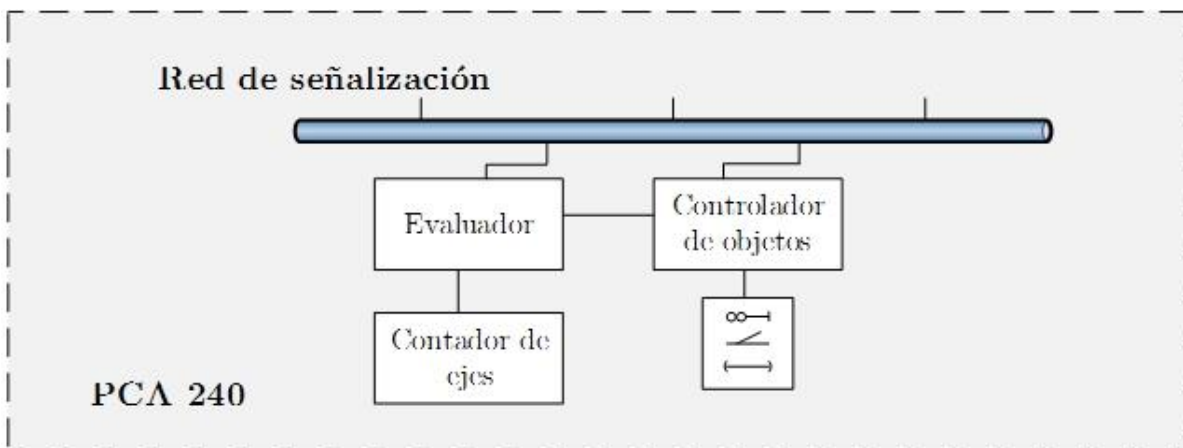 Red de señalización
Evaluador
Controlador
de objetos
Contador de
ejes
PCA 240